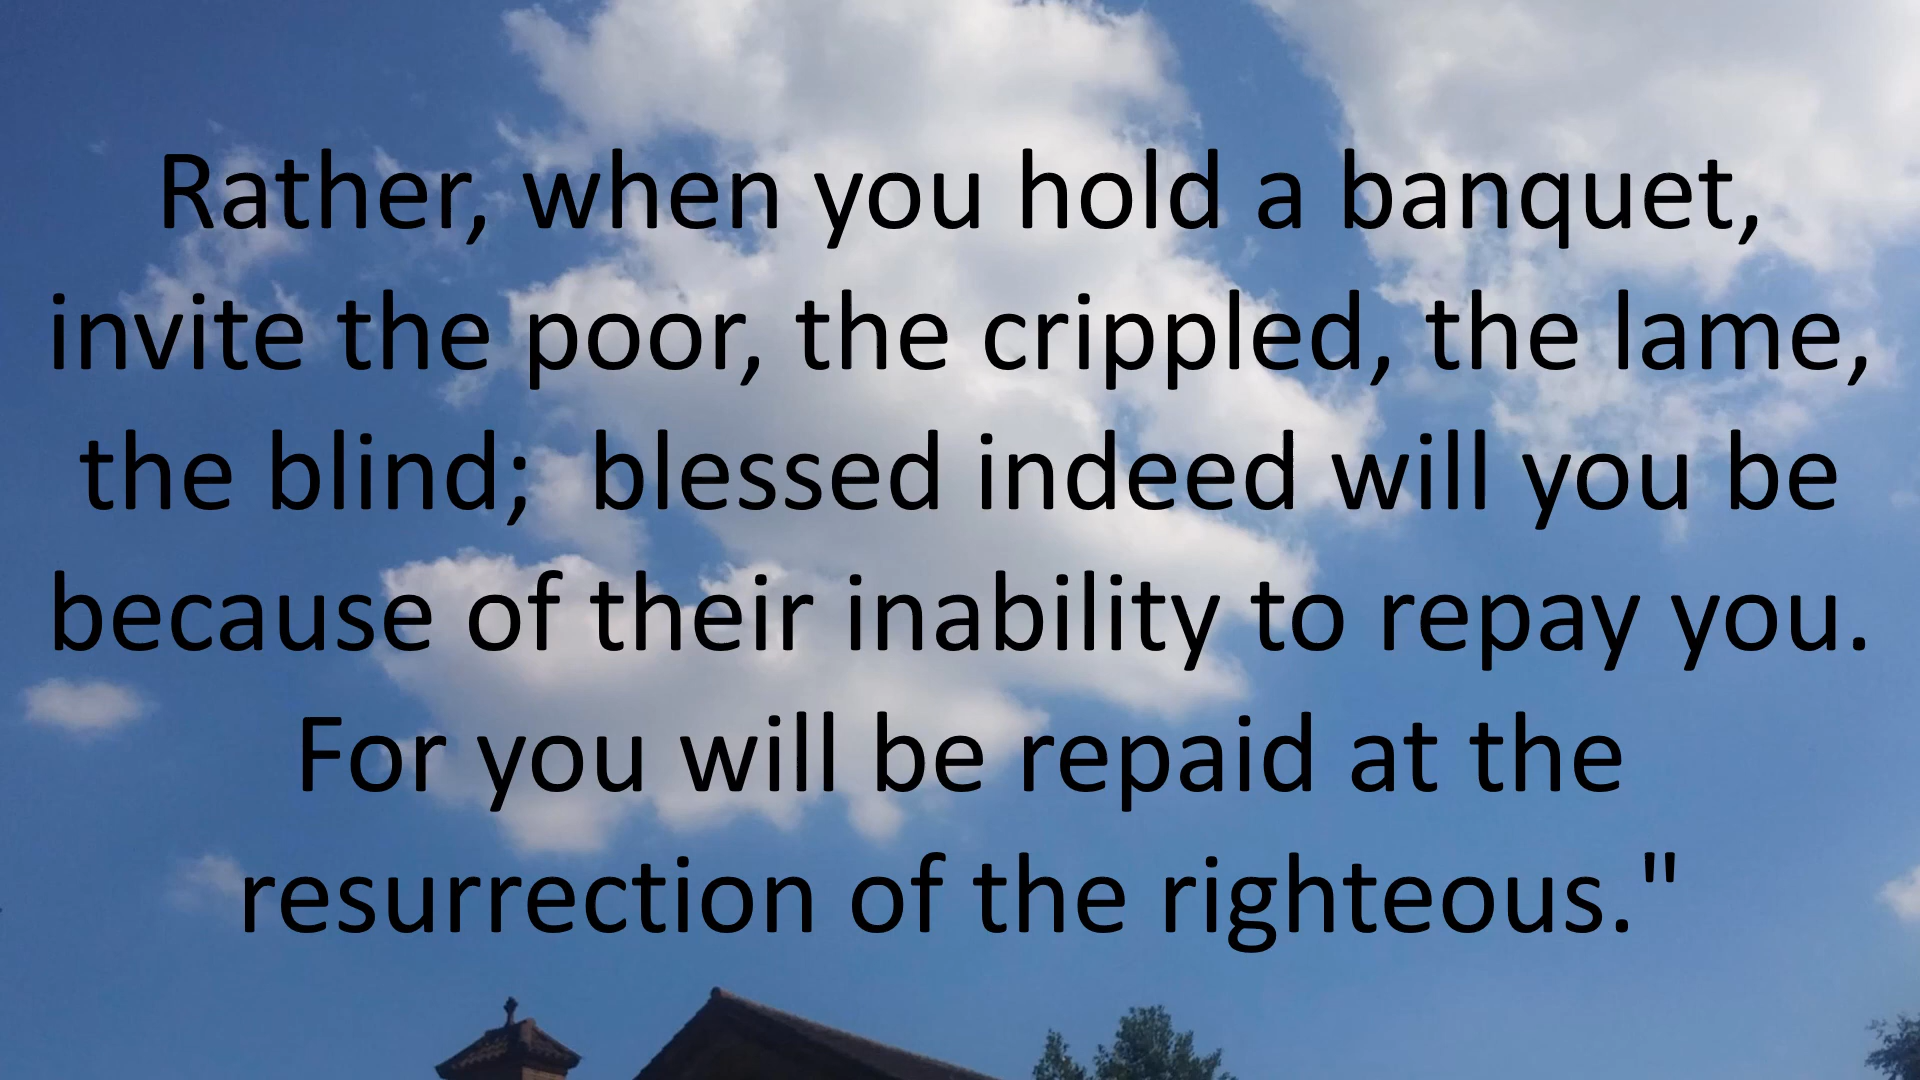 Rather, when you hold a banquet,
invite the poor, the crippled, the lame,
the blind;  blessed indeed will you be
because of their inability to repay you.
For you will be repaid at the
resurrection of the righteous."